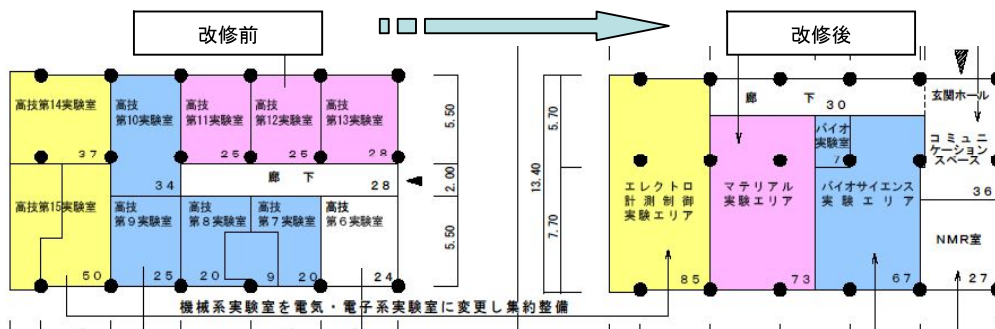 改修前
改修後
高技第14実験室
37
高技
第10実験室
34
高技
第11実験室
25
高技
第12実験室
25
高技
第13実験室
28
廊 下
28
高技第15実験室
50
高技
第9実験室
25
高技
第8実験室
20
高技
第7実験室
9
20
高技
第6実験室
24
5.50
2.00
5.50
13.40
5.70
7.70
廊 下
30
玄関ホール
コミュニ
ケーション
スペース
36
バイオ
実験室
7
エレクトロ
計測制御
実験エリア
85
マテリアル
実験エリア
73
バイオサイエンス
実験エリア
67
NMR室
27
機械系実験室を電気・電子系実験室に変更し集約整備